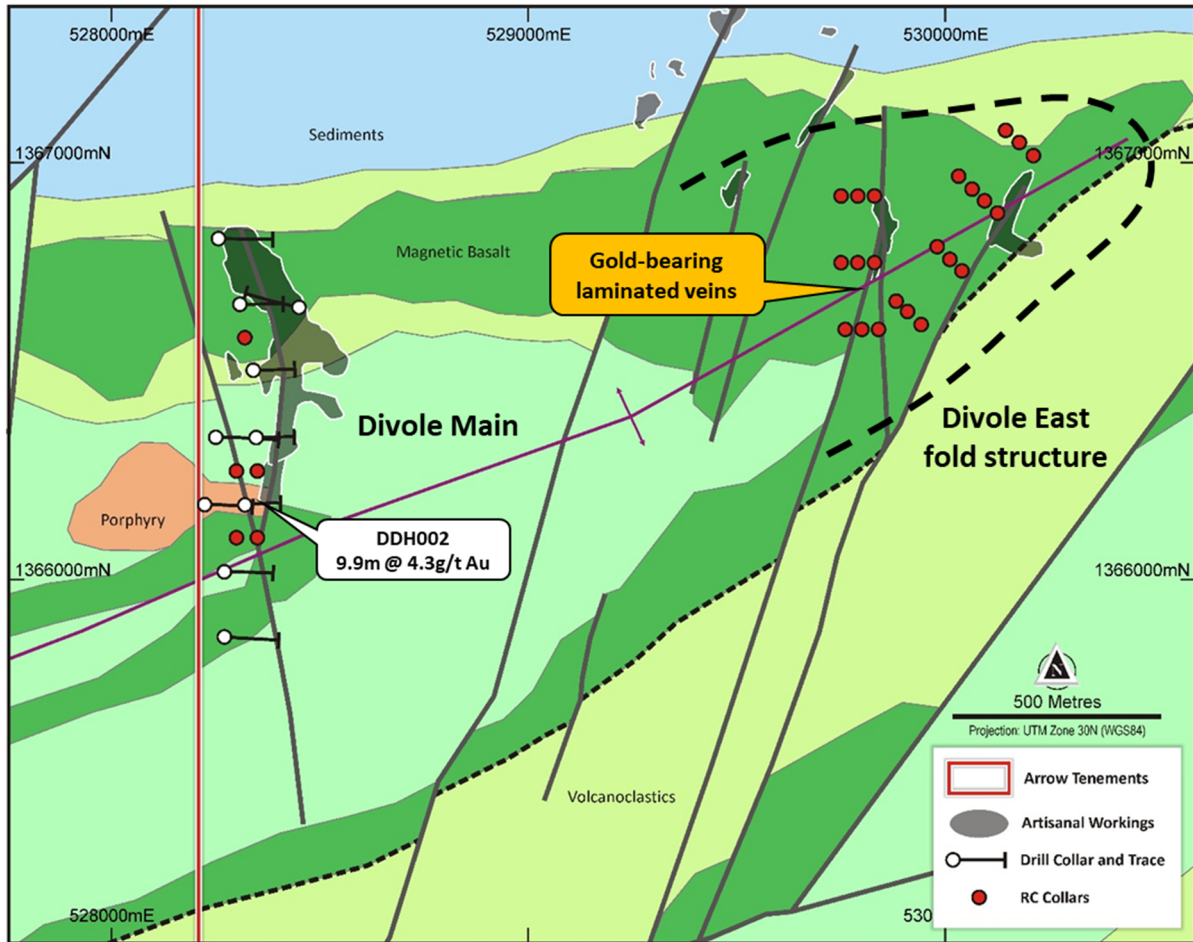 528000mE
529000mE
530000mE
Sediments
1367000mN
1367000mN
Magnetic Basalt
Gold-bearing
laminated veins
Divole Main
Divole East
fold structure
Porphyry
DDH002
9.9m @ 4.3g/t Au
1366000mN
1366000mN
N
500 Metres
Projection: UTM Zone 30N (WGS84)
Volcanoclastics
Arrow Tenements
Artisanal Workings
Drill Collar and Trace
RC Collars
528000mE
529000mE
530